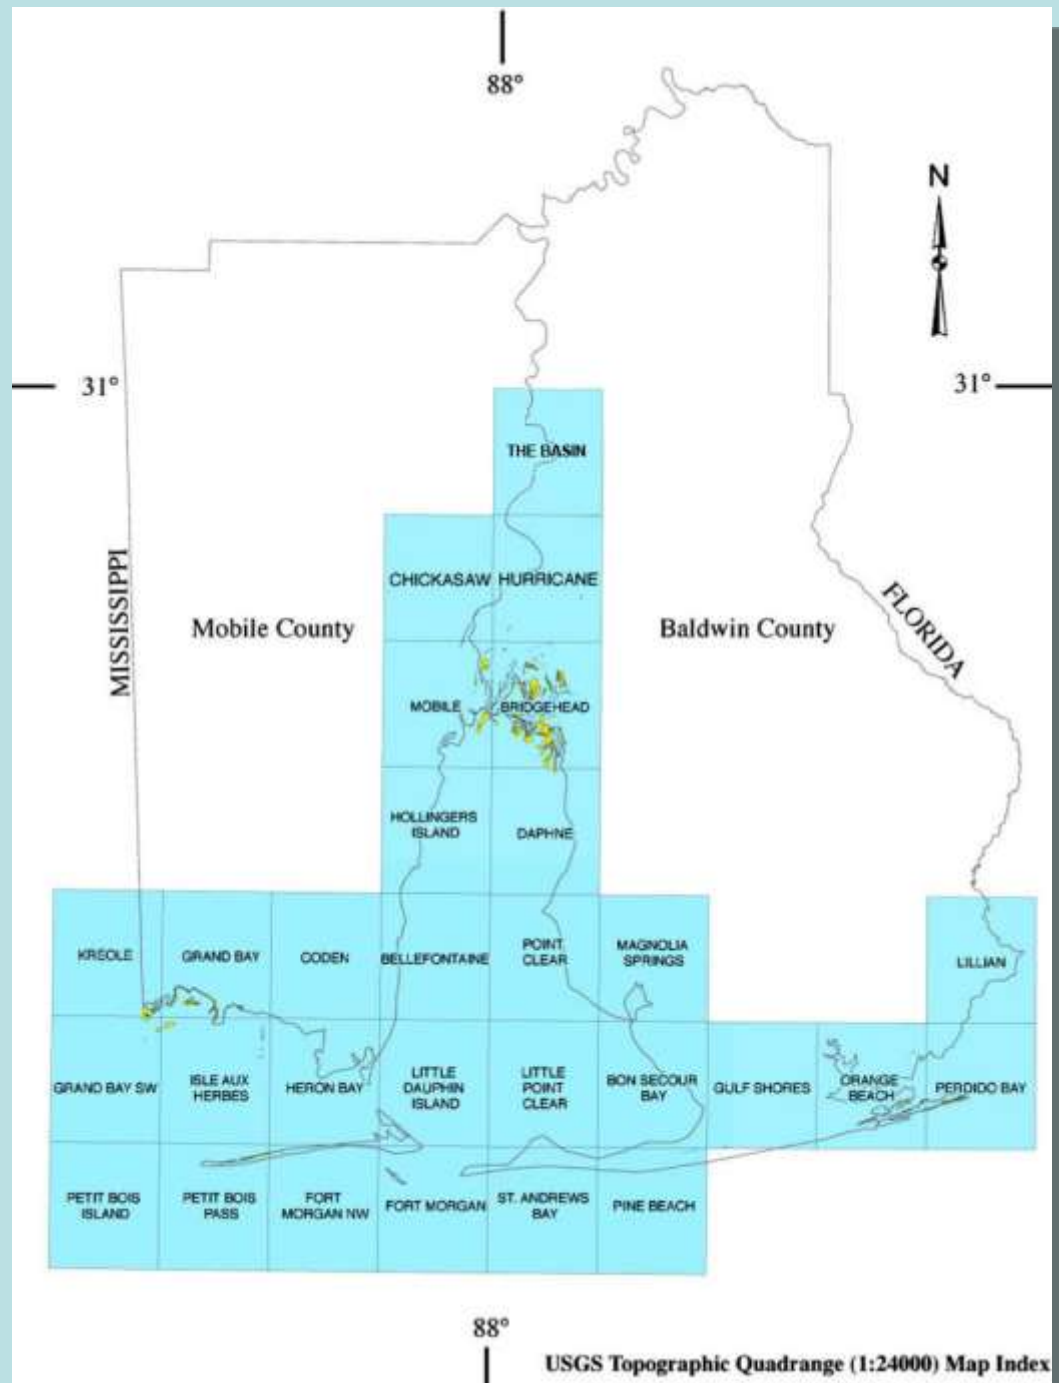 88°
N
31°
31°
THE BASIN
CHICKASAW
HURRICANE
MISSISSIPPI
Mobile County
Baldwin County
FLORIDA
MOBILE
BRIDGEHEAD
HOLLINGERS
ISLAND
DAPHNE
KREOLE
GRAND BAY
CODEN
BELLEFONTAINE
POINT
CLEAR
MAGNOLIA
SPRINGS
LILLIAN
GRAND BAY SW
ISLE AUX
HERBES
HERON BAY
LITTLE
DAUPHIN
ISLAND
LITTLE
POINT
CLEAR
BON SECOUR
BAY
GULF SHORES
ORANGE
BEACH
PERDIDO BAY
PETIT BOIS
ISLAND
PETIT BOIS
PASS
FORT
MORGAN NW
FORT MORGAN
ST. ANDREWS
BAY
PINE BEACH
88°
USGS Topographic Quadrange (1:24000) Map Index